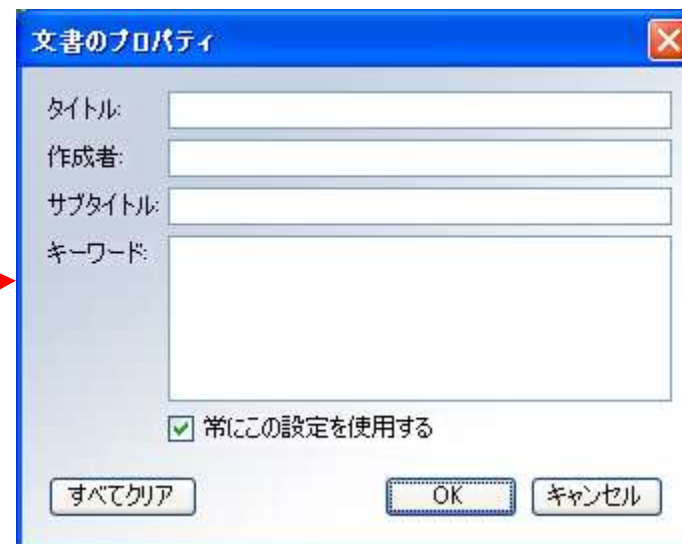 文書のプロパティ
タイトル:
作成者:
サブタイトル:
キーワード:
常にこの設定を使用する
すべてクリア OK キャンセル